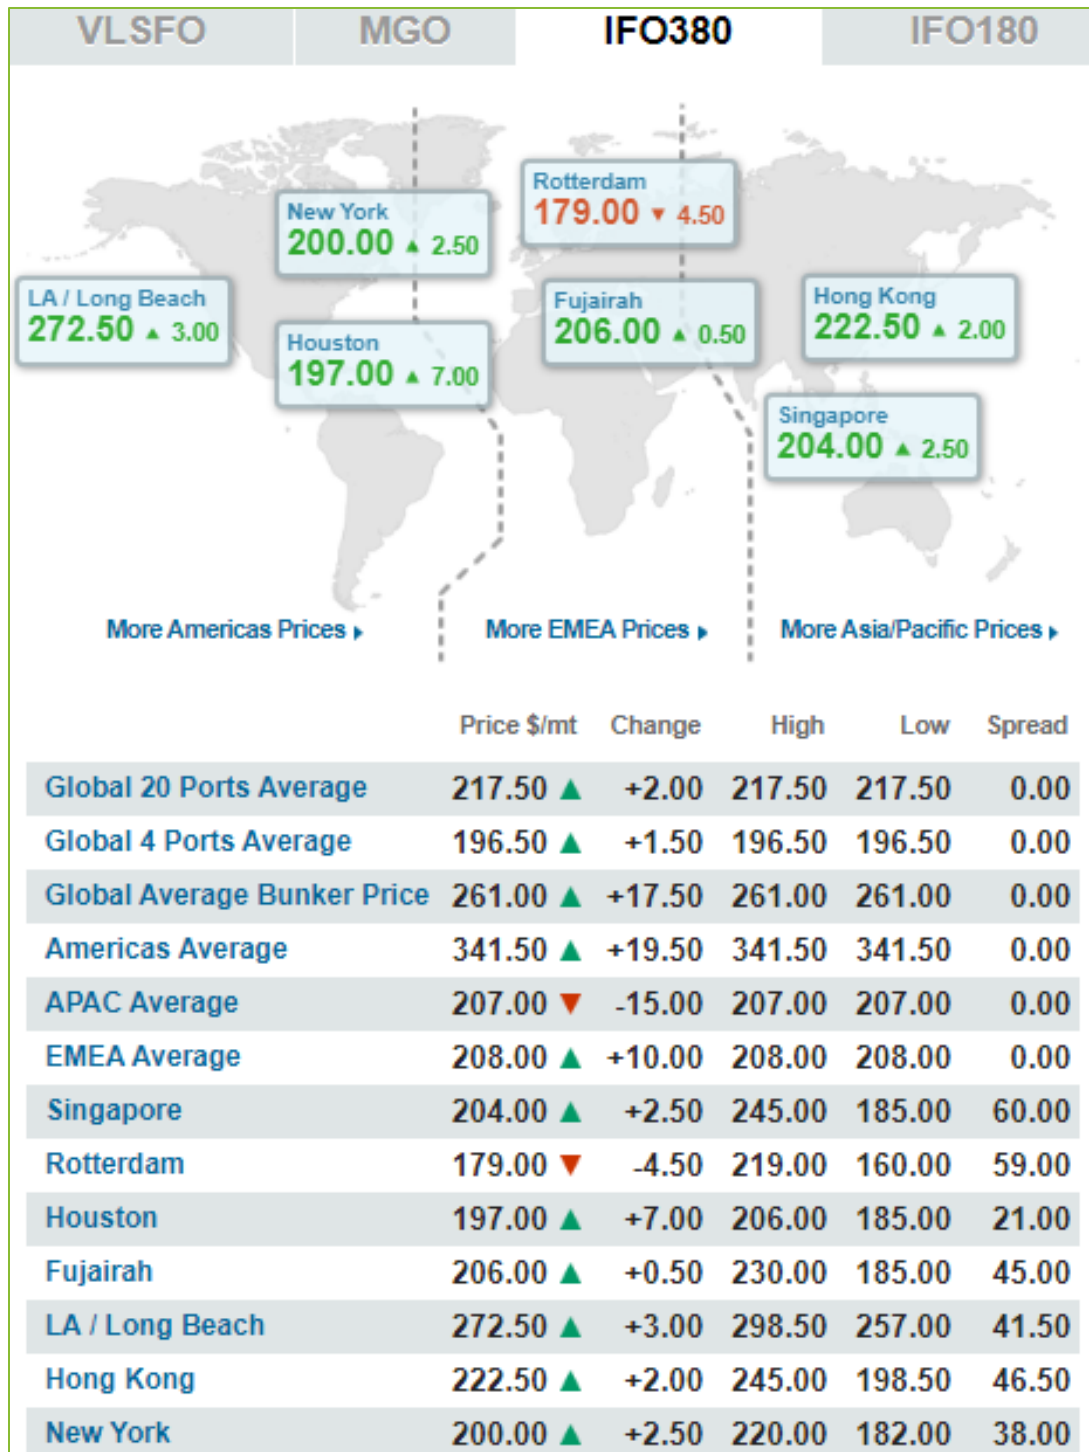 VLSFO MGO IFO380 IFO180
Rotterdam
179.00 ▼ 4.50
New York
200.00 ▲ 2.50
LA / Long Beach
272.50 ▲ 3.00
Fujairah
206.00 ▲ 0.50
Hong Kong
222.50 ▲ 2.00
Houston
197.00 ▲ 7.00
Singapore
204.00 ▲ 2.50
More Americas Prices More EMEA Prices More Asia/Pacific Prices
Price $/mt Change High Low Spread
Global 20 Ports Average 217.50 ▲ +2.00 217.50 217.50 0.00
Global 4 Ports Average 196.50 ▲ +1.50 196.50 196.50 0.00
Global Average Bunker Price 261.00 ▲ +17.50 261.00 261.00 0.00
Americas Average 341.50 ▲ +19.50 341.50 341.50 0.00
APAC Average 207.00 ▼ -15.00 207.00 207.00 0.00
EMEA Average 208.00 ▲ +10.00 208.00 208.00 0.00
Singapore 204.00 ▲ +2.50 245.00 185.00 60.00
Rotterdam 179.00 ▼ -4.50 219.00 160.00 59.00
Houston 197.00 ▲ +7.00 206.00 185.00 21.00
Fujairah 206.00 ▲ +0.50 230.00 185.00 45.00
LA / Long Beach 272.50 ▲ +3.00 298.50 257.00 41.50
Hong Kong 222.50 ▲ +2.00 245.00 198.50 46.50
New York 200.00 ▲ +2.50 220.00 182.00 38.00